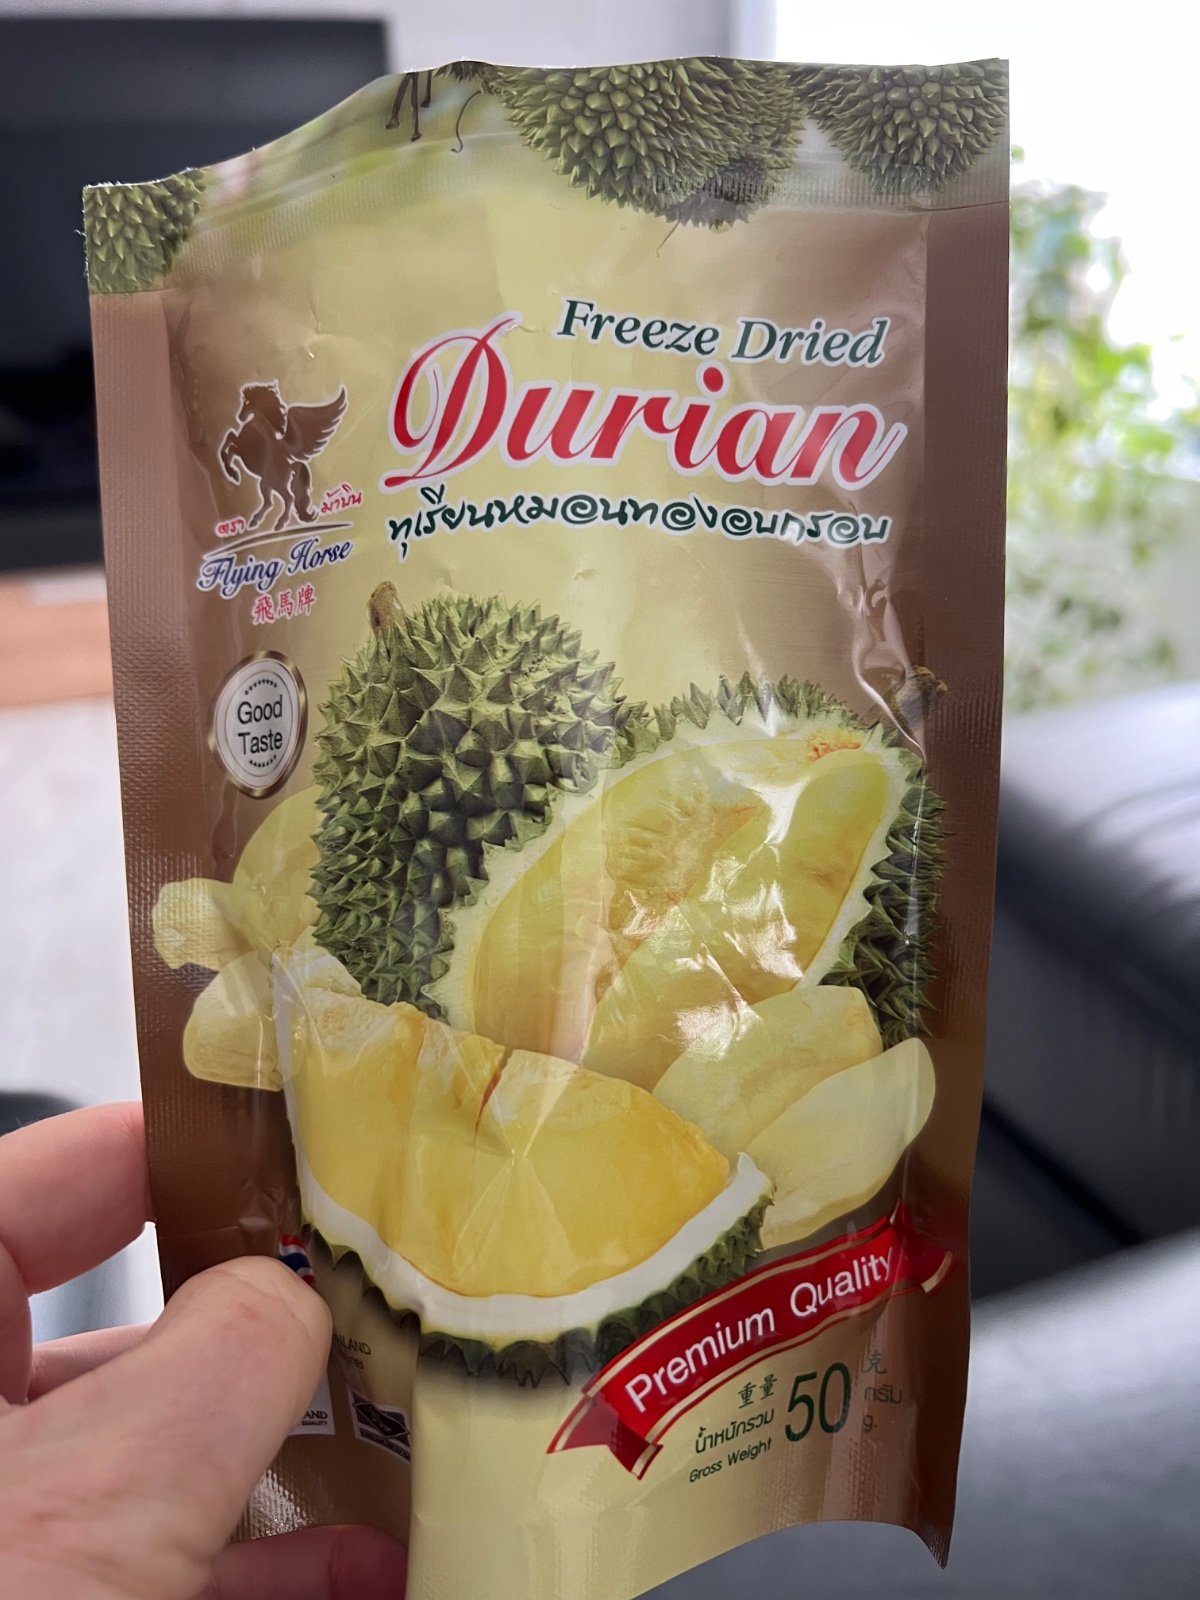 Freeze Dried
Durian
ทุเรียนหมอนทองอบกรอบ
ตรา ม้าบิน
Flying Horse
飛馬牌
Good
Taste
Premium Quality
重量 50 克
น้ำหนักรวม กรัม
Gross Weight g.